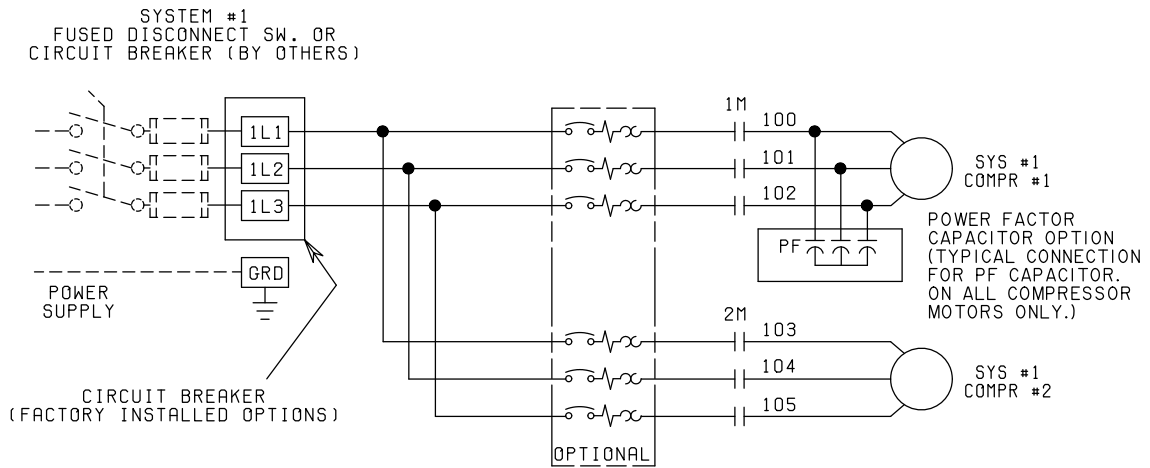 SYSTEM #1
FUSED DISCONNECT SW. OR
CIRCUIT BREAKER (BY OTHERS)
1L1
1L2
1L3
GRD
POWER
SUPPLY
CIRCUIT BREAKER
(FACTORY INSTALLED OPTIONS)
OPTIONAL
1M
100
101
102
SYS #1
COMPR #1
PF
POWER FACTOR
CAPACITOR OPTION
(TYPICAL CONNECTION
FOR PF CAPACITOR.
ON ALL COMPRESSOR
MOTORS ONLY.)
2M
103
104
105
SYS #1
COMPR #2